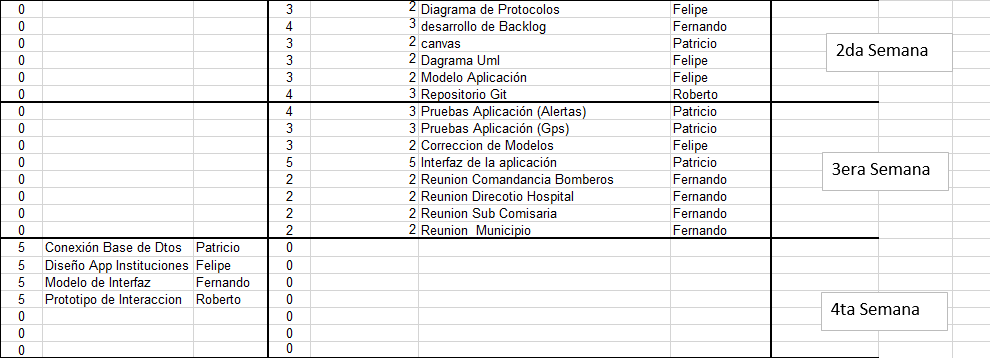 0 3 2 Diagrama de Protocolos Felipe
0 4 3 desarrollo de Backlog Fernando
0 3 2 canvas Patricio
2da Semana
0 3 2 Dagrama Uml Felipe
0 3 2 Modelo Aplicación Felipe
0 4 3 Repositorio Git Roberto
0 4 3 Pruebas Aplicación (Alertas) Patricio
0 3 3 Pruebas Aplicación (Gps) Patricio
0 3 2 Correccion de Modelos Felipe
0 5 5 Interfaz de la aplicación Patricio
3era Semana
0 2 2 Reunion Comandancia Bomberos Fernando
0 2 2 Reunion Direcotio Hospital Fernando
0 2 2 Reunion Sub Comisaria Fernando
0 2 2 Reunion Municipio Fernando
5 Conexión Base de Dtos Patricio 0
5 Diseño App Instituciones Felipe 0
5 Modelo de Interfaz Fernando 0
5 Prototipo de Interaccion Roberto 0
4ta Semana
0 0
0 0
0 0